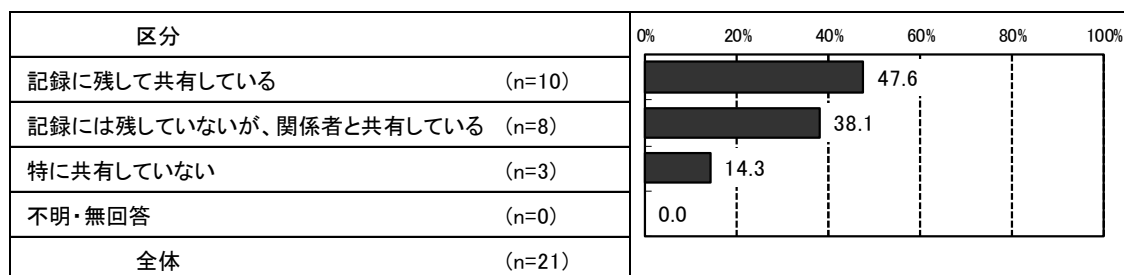 区分 0% 20% 40% 60% 80% 100%
記録に残して共有している (n=10) 47.6
記録には残していないが、関係者と共有している (n=8) 38.1
特に共有していない (n=3) 14.3
不明・無回答 (n=0) 0.0
全体 (n=21)